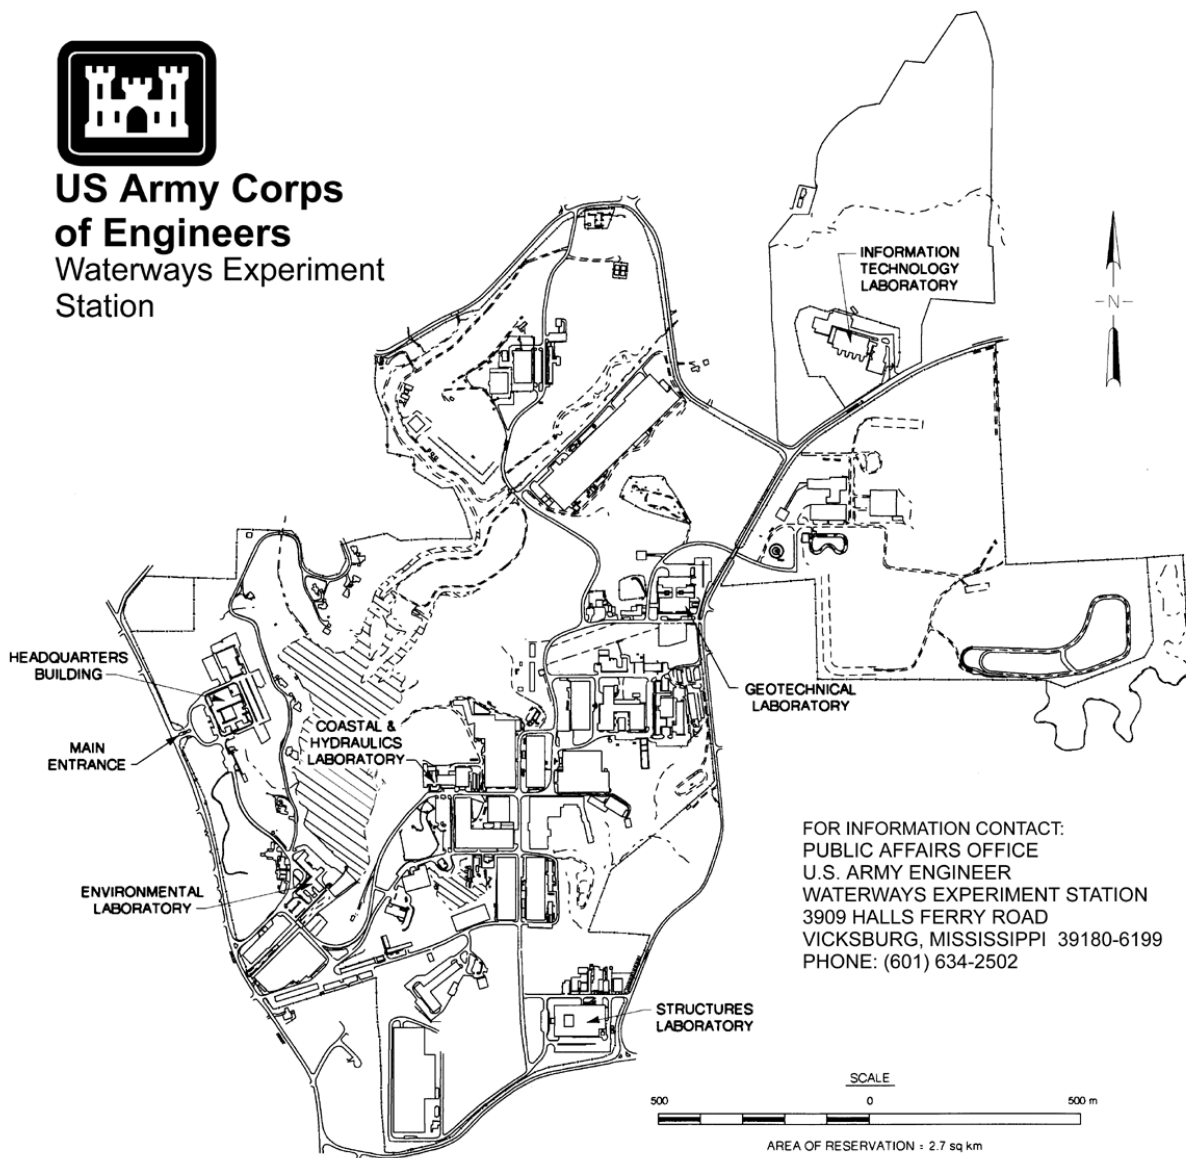 US Army Corps
of Engineers
Waterways Experiment
Station
INFORMATION
TECHNOLOGY
LABORATORY
N
HEADQUARTERS
BUILDING
MAIN
ENTRANCE
COASTAL &
HYDRAULICS
LABORATORY
GEOTECHNICAL
LABORATORY
ENVIRONMENTAL
LABORATORY
STRUCTURES
LABORATORY
FOR INFORMATION CONTACT:
PUBLIC AFFAIRS OFFICE
U.S. ARMY ENGINEER
WATERWAYS EXPERIMENT STATION
3909 HALLS FERRY ROAD
VICKSBURG, MISSISSIPPI 39180-6199
PHONE: (601) 634-2502
SCALE
500 0 500 m
AREA OF RESERVATION = 2.7 sq km